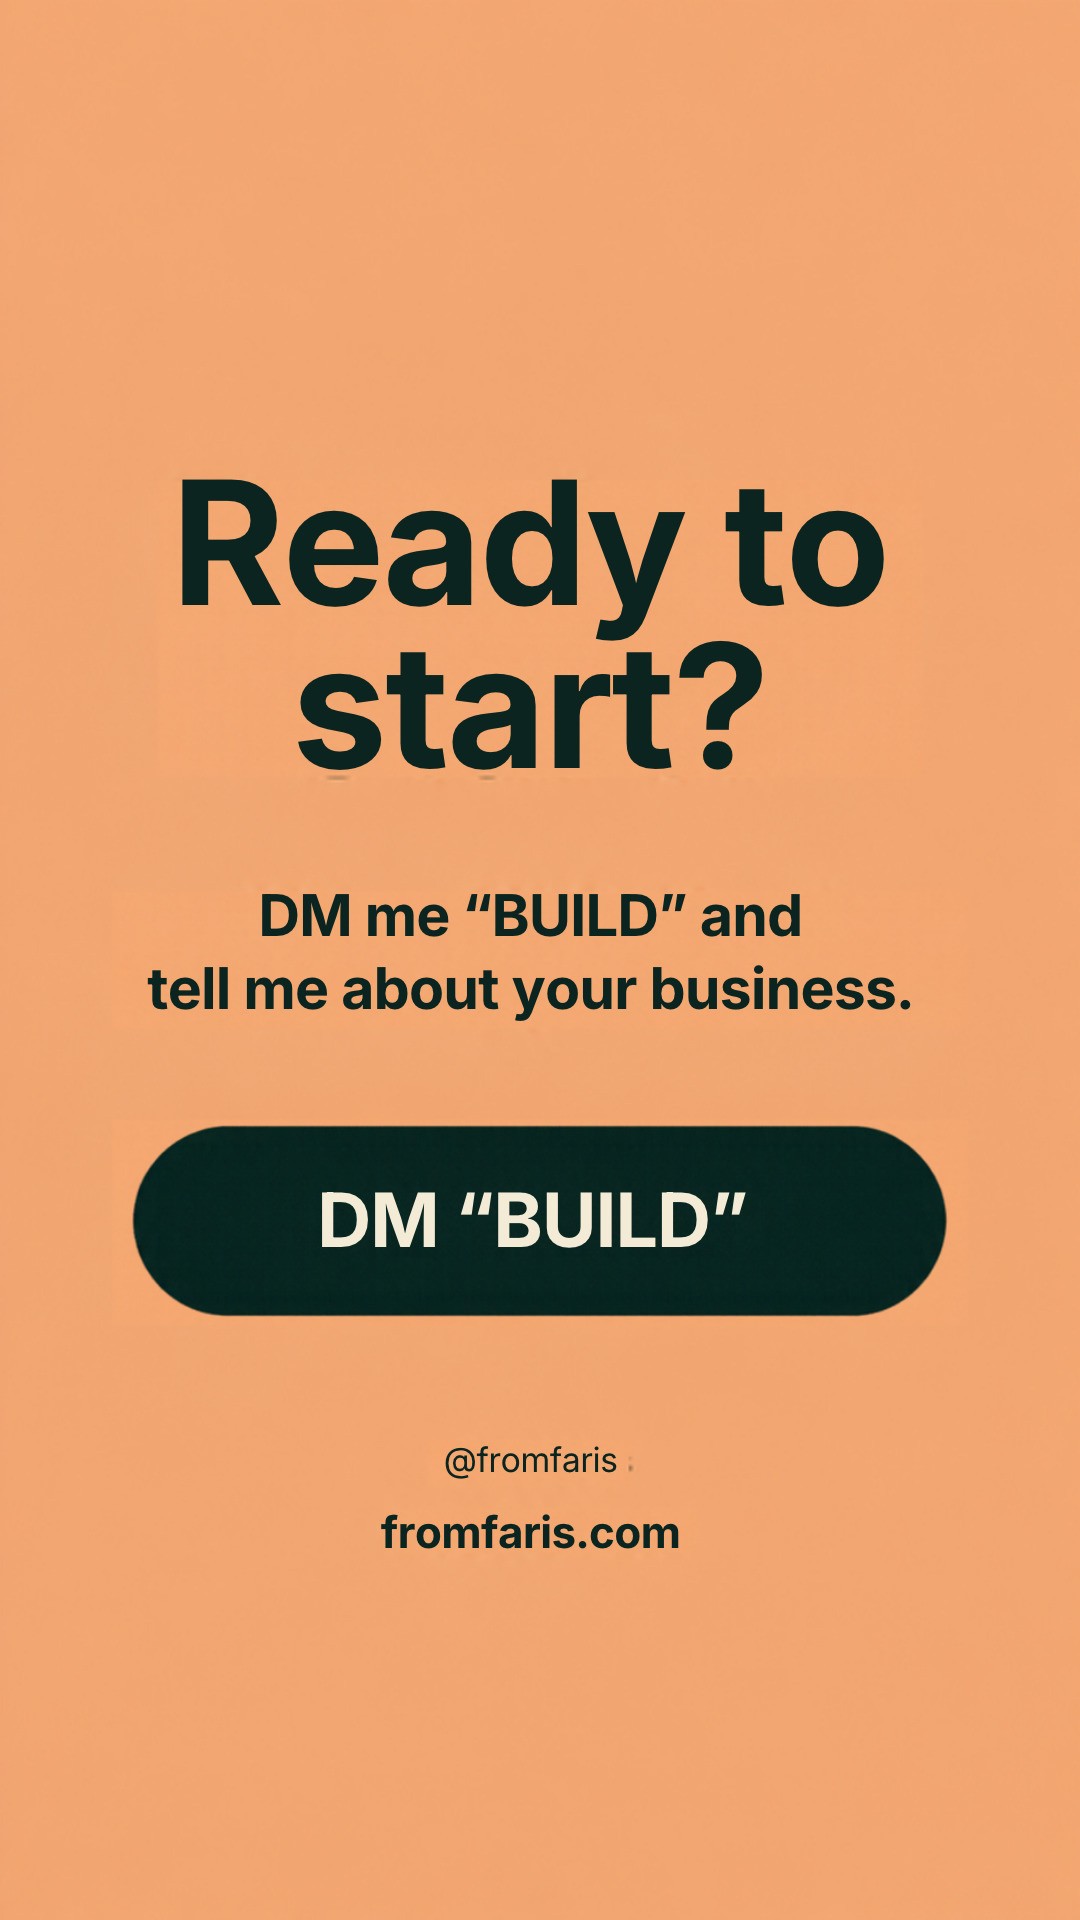 Ready to
start?
DM me “BUILD” and
tell me about your business.
DM “BUILD”
@fromfaris
fromfaris.com